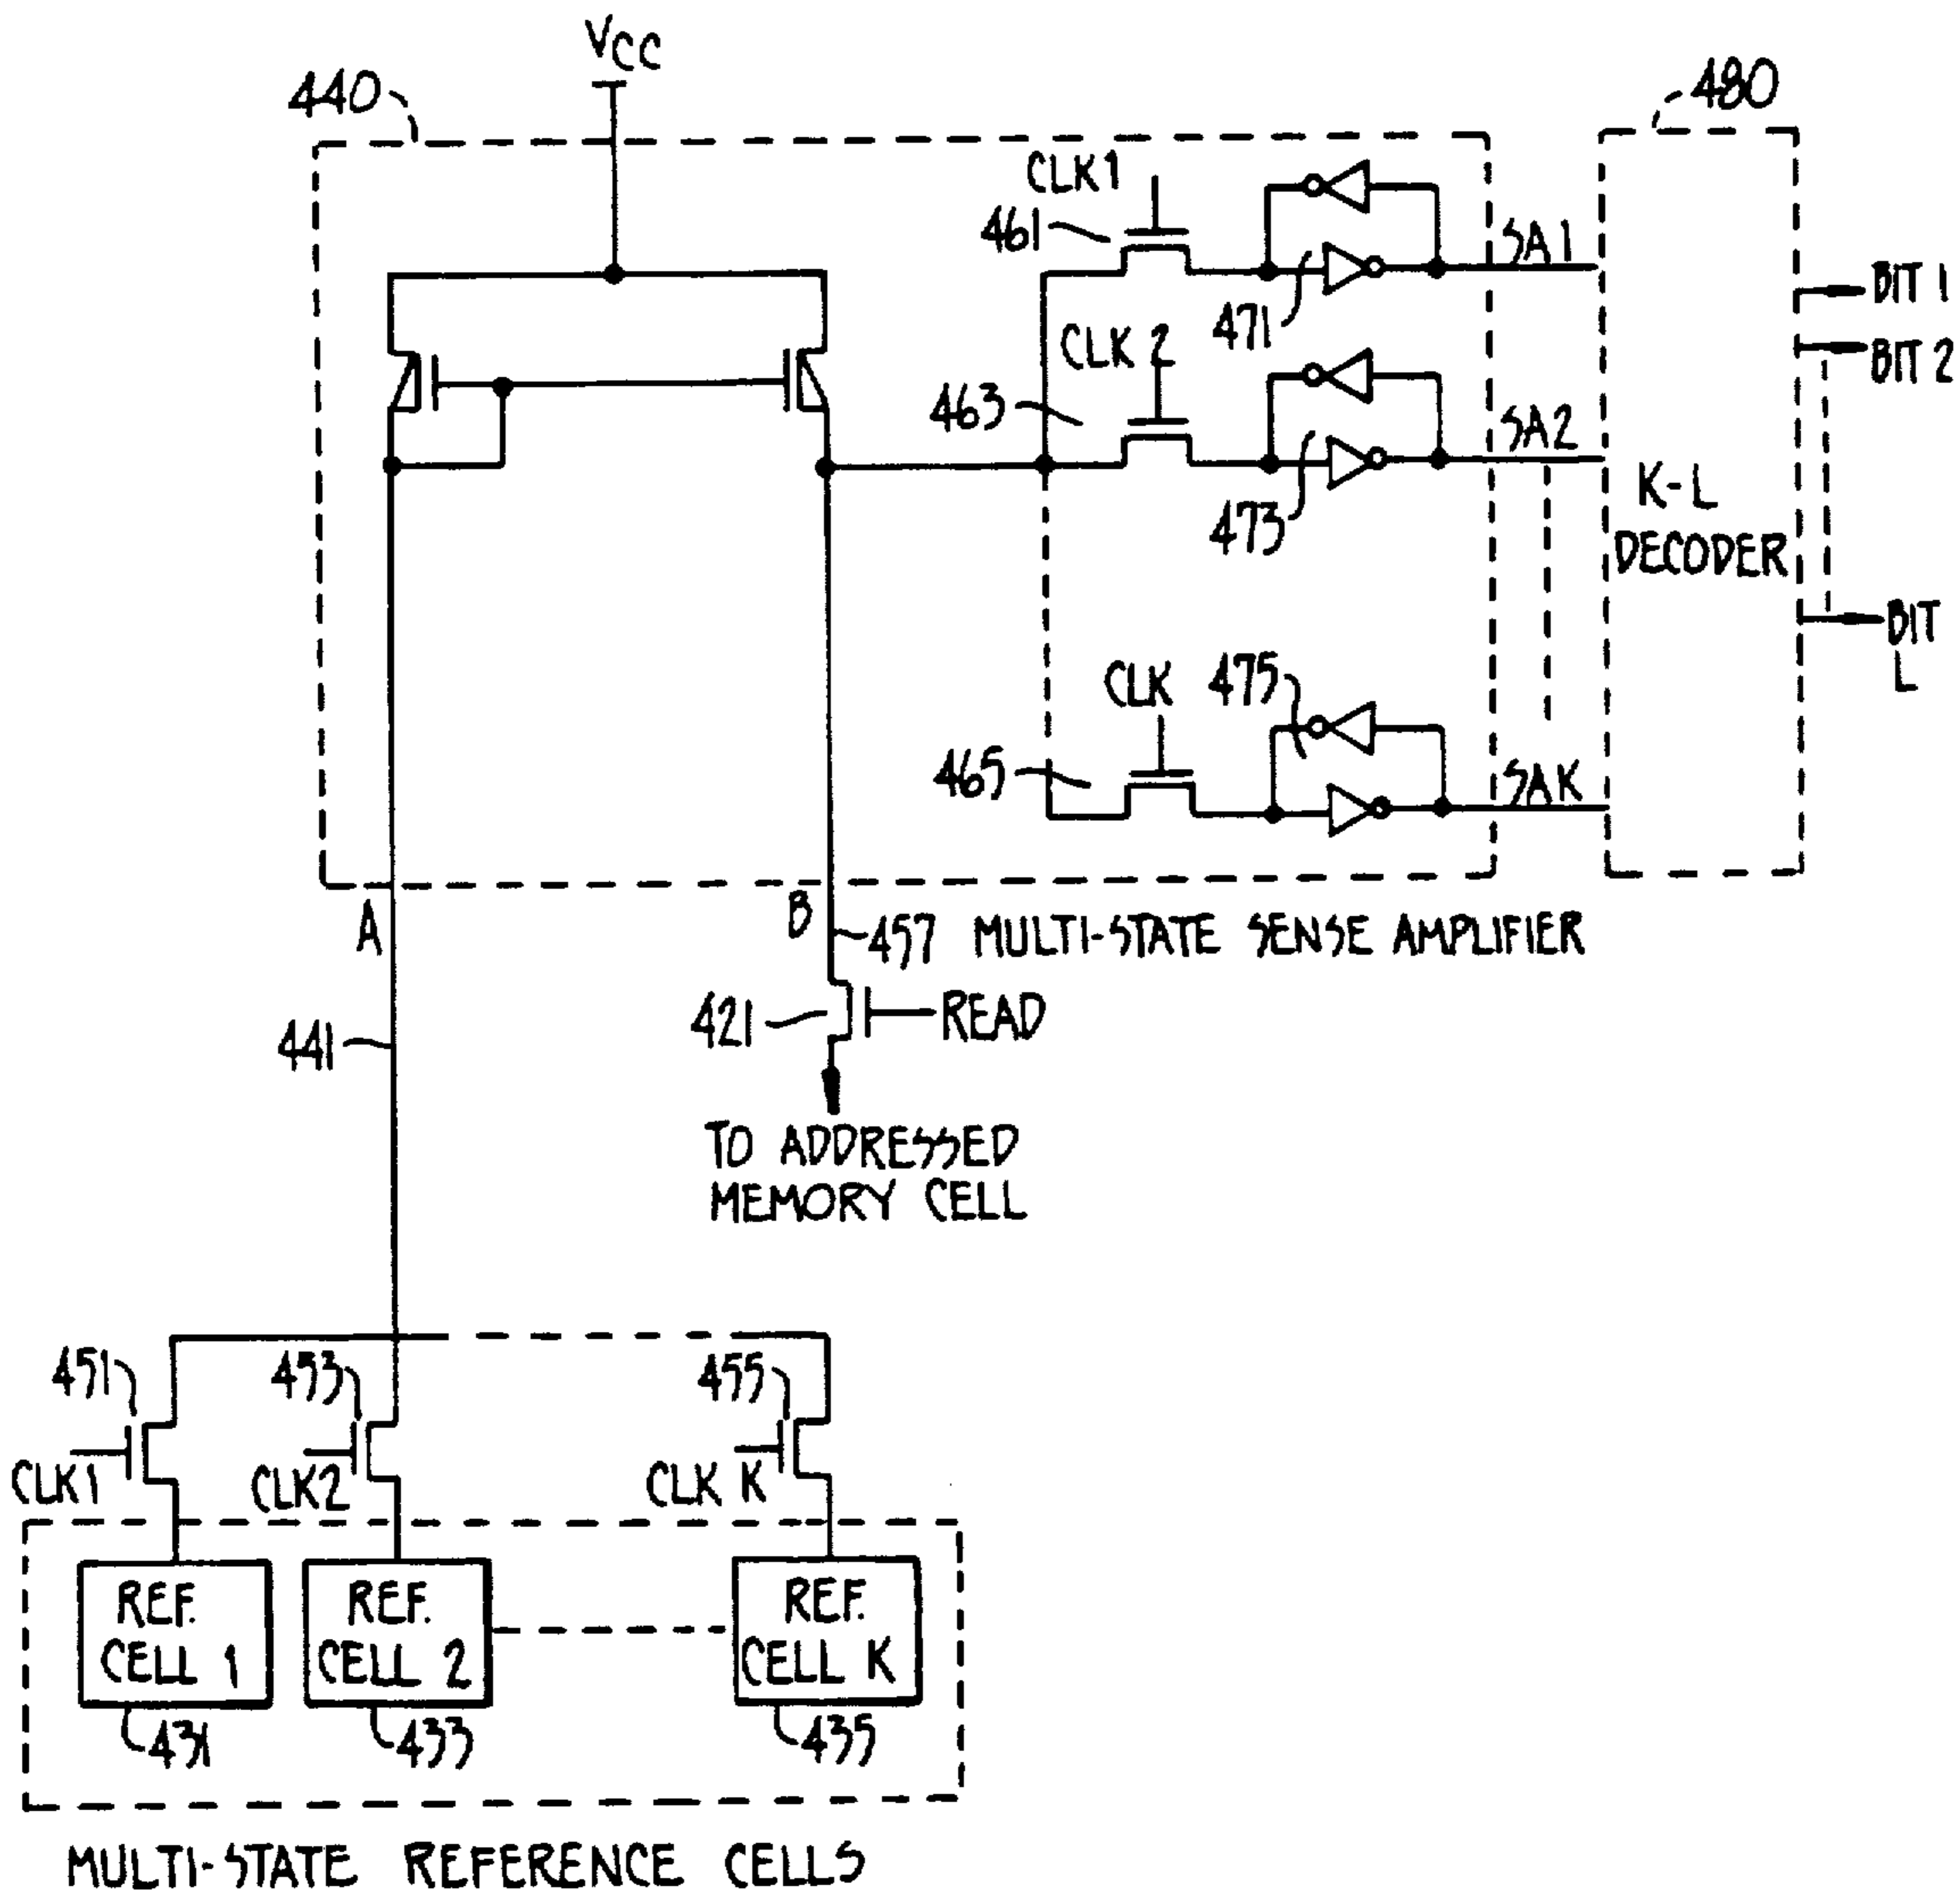 VCC
440
480
CLK1
461
SA1
471
BIT 1
CLK 2
BIT 2
463
SA2
473
K-L
DECODER
BIT
L
CLK
475
465
SAK
A
B
457
MULTI-STATE SENSE AMPLIFIER
421
READ
441
TO ADDRESSED
MEMORY CELL
451
453
455
CLK1
CLK2
CLK K
REF.
CELL 1
REF.
CELL 2
REF.
CELL K
431
433
435
MULTI-STATE REFERENCE CELLS